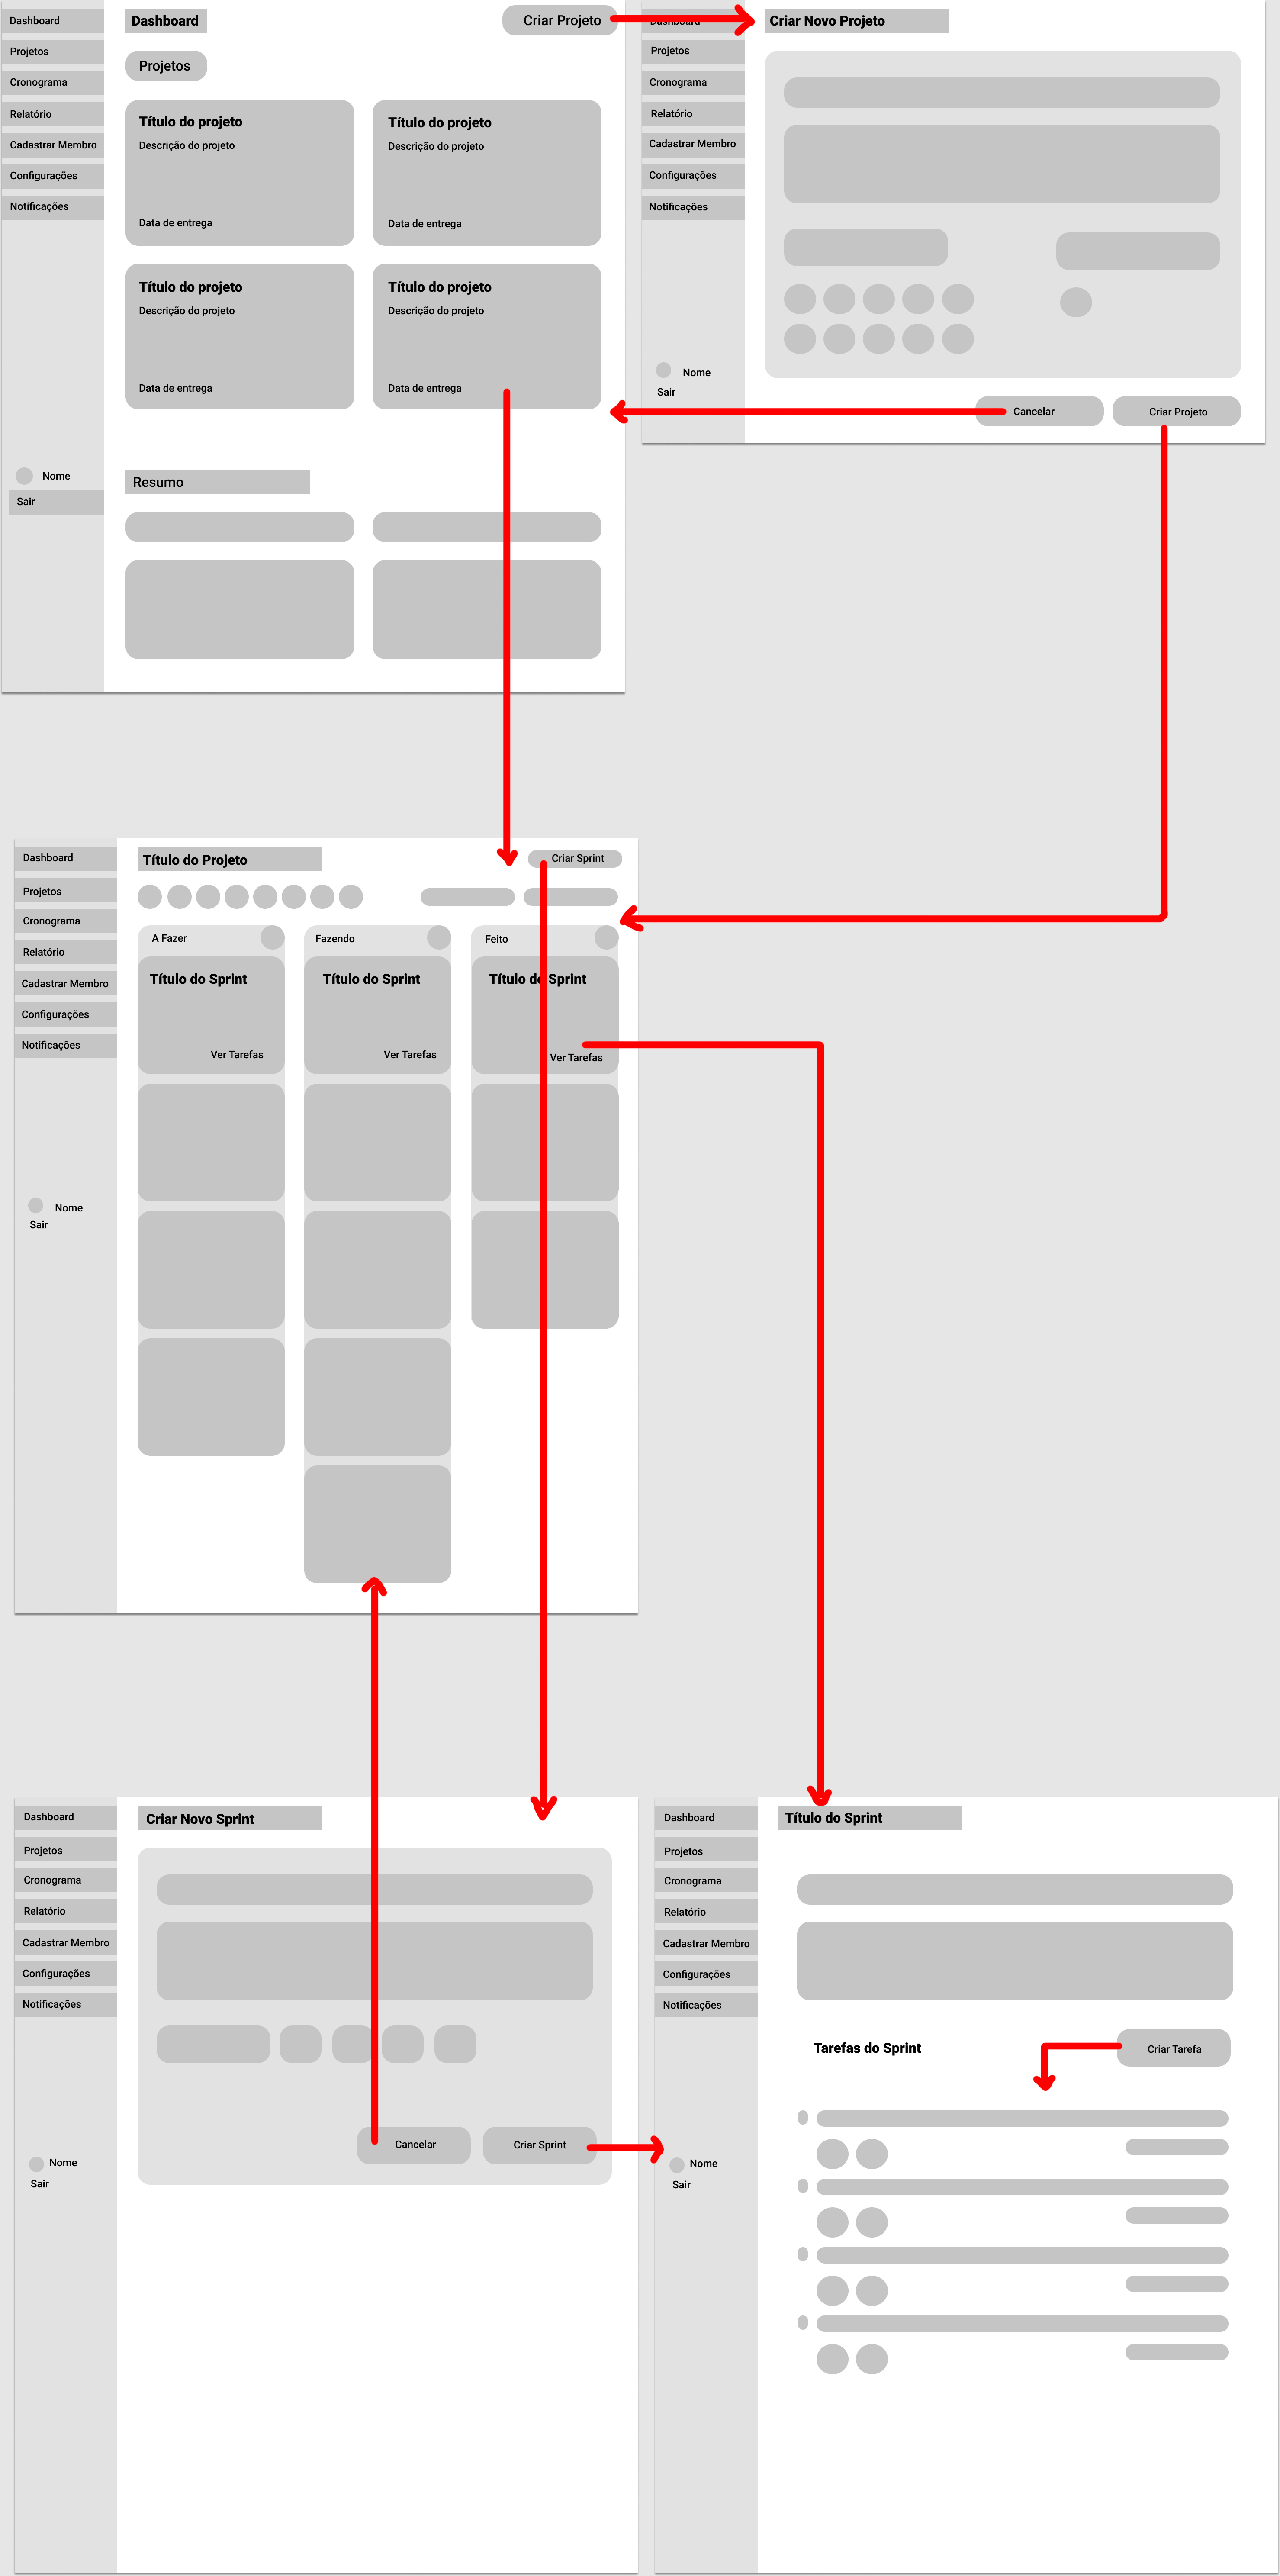 Dashboard
Projetos
Cronograma
Relatório
Cadastrar Membro
Configurações
Notificações
Nome
Sair
Dashboard
Criar Projeto
Projetos
Título do projeto
Descrição do projeto
Data de entrega
Título do projeto
Descrição do projeto
Data de entrega
Título do projeto
Descrição do projeto
Data de entrega
Título do projeto
Descrição do projeto
Data de entrega
Resumo
Dashboard
Projetos
Cronograma
Relatório
Cadastrar Membro
Configurações
Notificações
Nome
Sair
Criar Novo Projeto
Cancelar
Criar Projeto
Dashboard
Projetos
Cronograma
Relatório
Cadastrar Membro
Configurações
Notificações
Nome
Sair
Título do Projeto
Criar Sprint
A Fazer
Título do Sprint
Ver Tarefas
Fazendo
Título do Sprint
Ver Tarefas
Feito
Título do Sprint
Ver Tarefas
Dashboard
Projetos
Cronograma
Relatório
Cadastrar Membro
Configurações
Notificações
Nome
Sair
Criar Novo Sprint
Cancelar
Criar Sprint
Dashboard
Projetos
Cronograma
Relatório
Cadastrar Membro
Configurações
Notificações
Nome
Sair
Título do Sprint
Tarefas do Sprint
Criar Tarefa